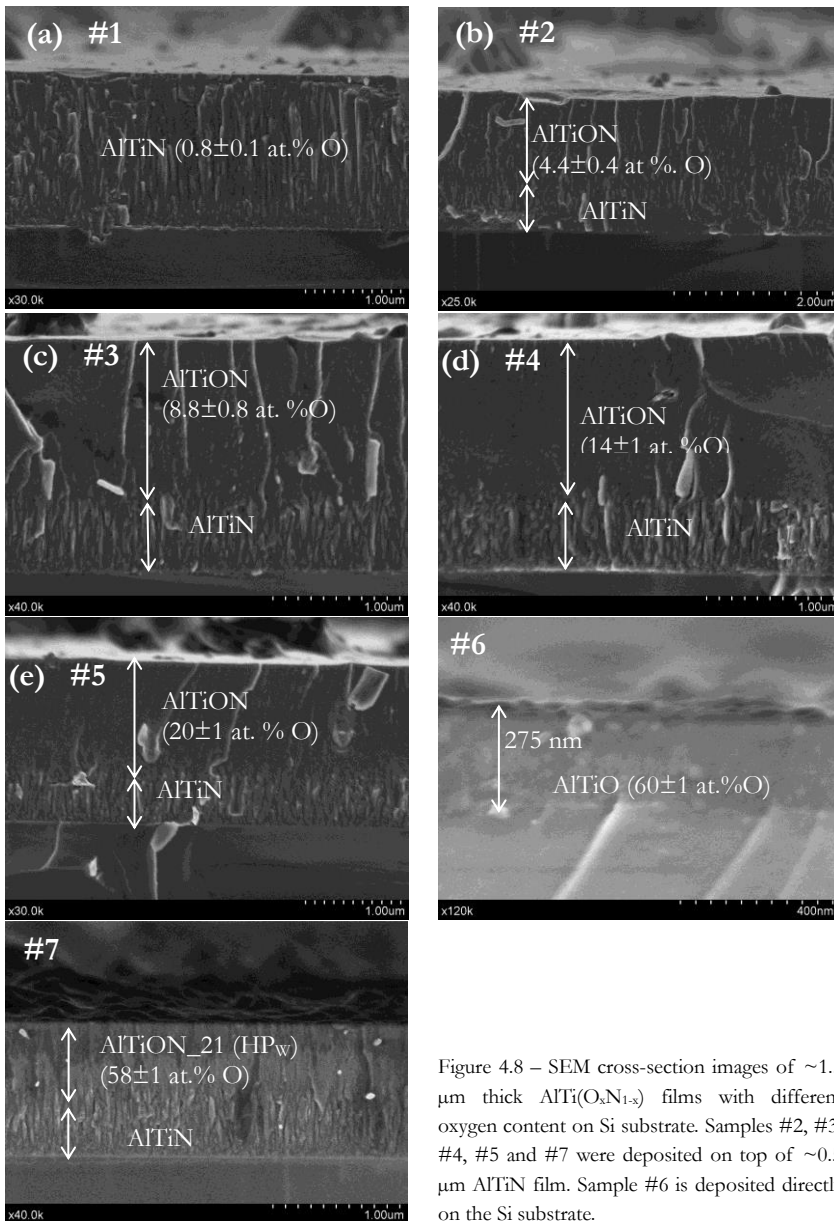 (a) #1
AlTiN (0.8±0.1 at.% O)
x30.0k 1.00um
(b) #2
AlTiON
(4.4±0.4 at %. O)
AlTiN
x25.0k 2.00um
(c) #3
AlTiON
(8.8±0.8 at. %O)
AlTiN
x40.0k 1.00um
(d) #4
AlTiON
(14±1 at. %O)
AlTiN
x40.0k 1.00um
(e) #5
AlTiON
(20±1 at. % O)
AlTiN
x30.0k 1.00um
#6
275 nm
AlTiO (60±1 at.%O)
x120k 400nm
#7
AlTiON_21 (HPW)
(58±1 at.% O)
AlTiN
x40.0k 1.00um
Figure 4.8 – SEM cross-section images of ~1.
μm thick AlTi(OxN1-x) films with differen
oxygen content on Si substrate. Samples #2, #3
#4, #5 and #7 were deposited on top of ~0.
μm AlTiN film. Sample #6 is deposited directl
on the Si substrate.